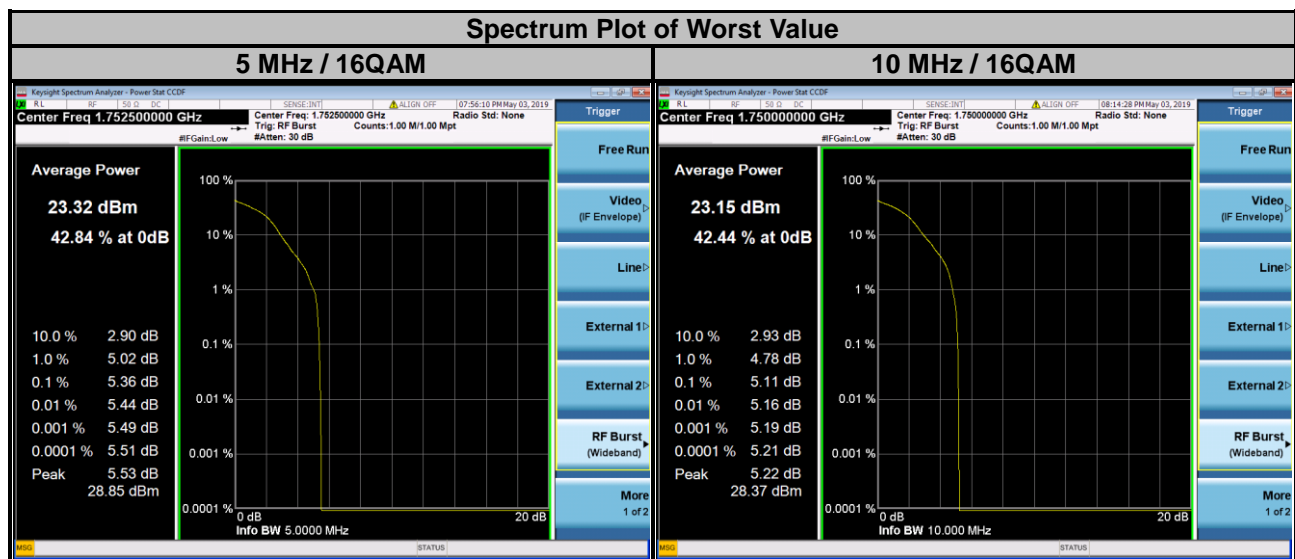 Spectrum Plot of Worst Value
5 MHz / 16QAM
Keysight Spectrum Analyzer - Power Stat CCDF
RL RF 50 Ω DC SENSE:INT ALIGN OFF 07:56:10 PM May 03, 2019
Center Freq 1.752500000 GHz
Center Freq: 1.752500000 GHz Radio Std: None
Trig: RF Burst Counts:1.00 M/1.00 Mpt
#IFGain:Low #Atten: 30 dB
Average Power
23.32 dBm
42.84 % at 0dB
10.0 % 2.90 dB
1.0 % 5.02 dB
0.1 % 5.36 dB
0.01 % 5.44 dB
0.001 % 5.49 dB
0.0001 % 5.51 dB
Peak 5.53 dB
28.85 dBm
100 %
10 %
1 %
0.1 %
0.01 %
0.001 %
0.0001 %
0 dB 20 dB
Info BW 5.0000 MHz
Trigger
Free Run
Video
(IF Envelope)
Line
External 1
External 2
RF Burst
(Wideband)
More
1 of 2
MSG STATUS
10 MHz / 16QAM
Keysight Spectrum Analyzer - Power Stat CCDF
RL RF 50 Ω DC SENSE:INT ALIGN OFF 08:14:28 PM May 03, 2019
Center Freq 1.750000000 GHz
Center Freq: 1.750000000 GHz Radio Std: None
Trig: RF Burst Counts:1.00 M/1.00 Mpt
#IFGain:Low #Atten: 30 dB
Average Power
23.15 dBm
42.44 % at 0dB
10.0 % 2.93 dB
1.0 % 4.78 dB
0.1 % 5.11 dB
0.01 % 5.16 dB
0.001 % 5.19 dB
0.0001 % 5.21 dB
Peak 5.22 dB
28.37 dBm
100 %
10 %
1 %
0.1 %
0.01 %
0.001 %
0.0001 %
0 dB 20 dB
Info BW 10.000 MHz
Trigger
Free Run
Video
(IF Envelope)
Line
External 1
External 2
RF Burst
(Wideband)
More
1 of 2
MSG STATUS